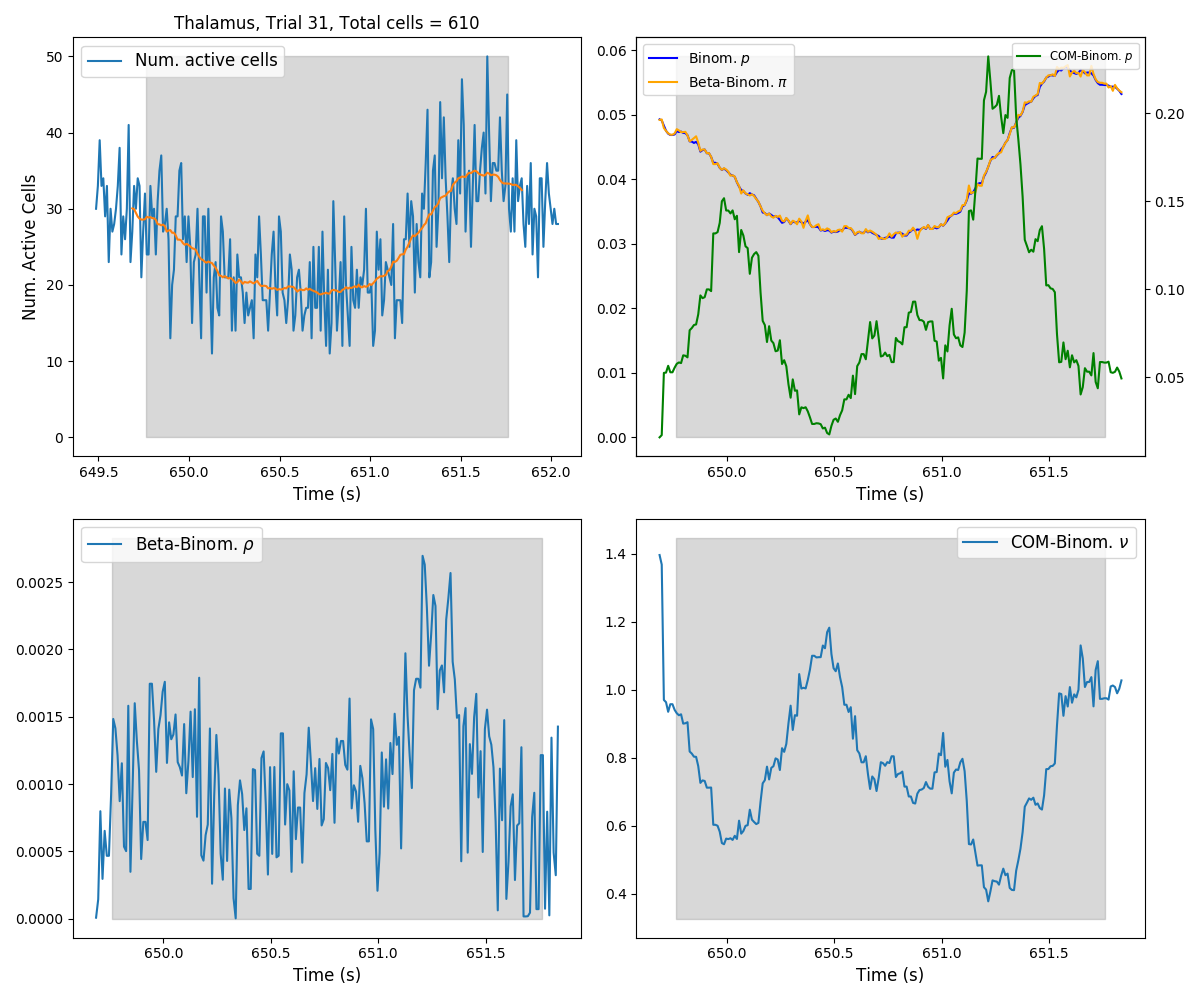 Thalamus, Trial 31, Total cells = 610
Num. active cells
Num. Active Cells
50
40
30
20
10
0
649.5 650.0 650.5 651.0 651.5 652.0
Time (s)
Binom. p
Beta-Binom. π
COM-Binom. p
0.06
0.05
0.04
0.03
0.02
0.01
0.00
0.20
0.15
0.10
0.05
650.0 650.5 651.0 651.5
Time (s)
Beta-Binom. ρ
0.0025
0.0020
0.0015
0.0010
0.0005
0.0000
650.0 650.5 651.0 651.5
Time (s)
COM-Binom. ν
1.4
1.2
1.0
0.8
0.6
0.4
650.0 650.5 651.0 651.5
Time (s)